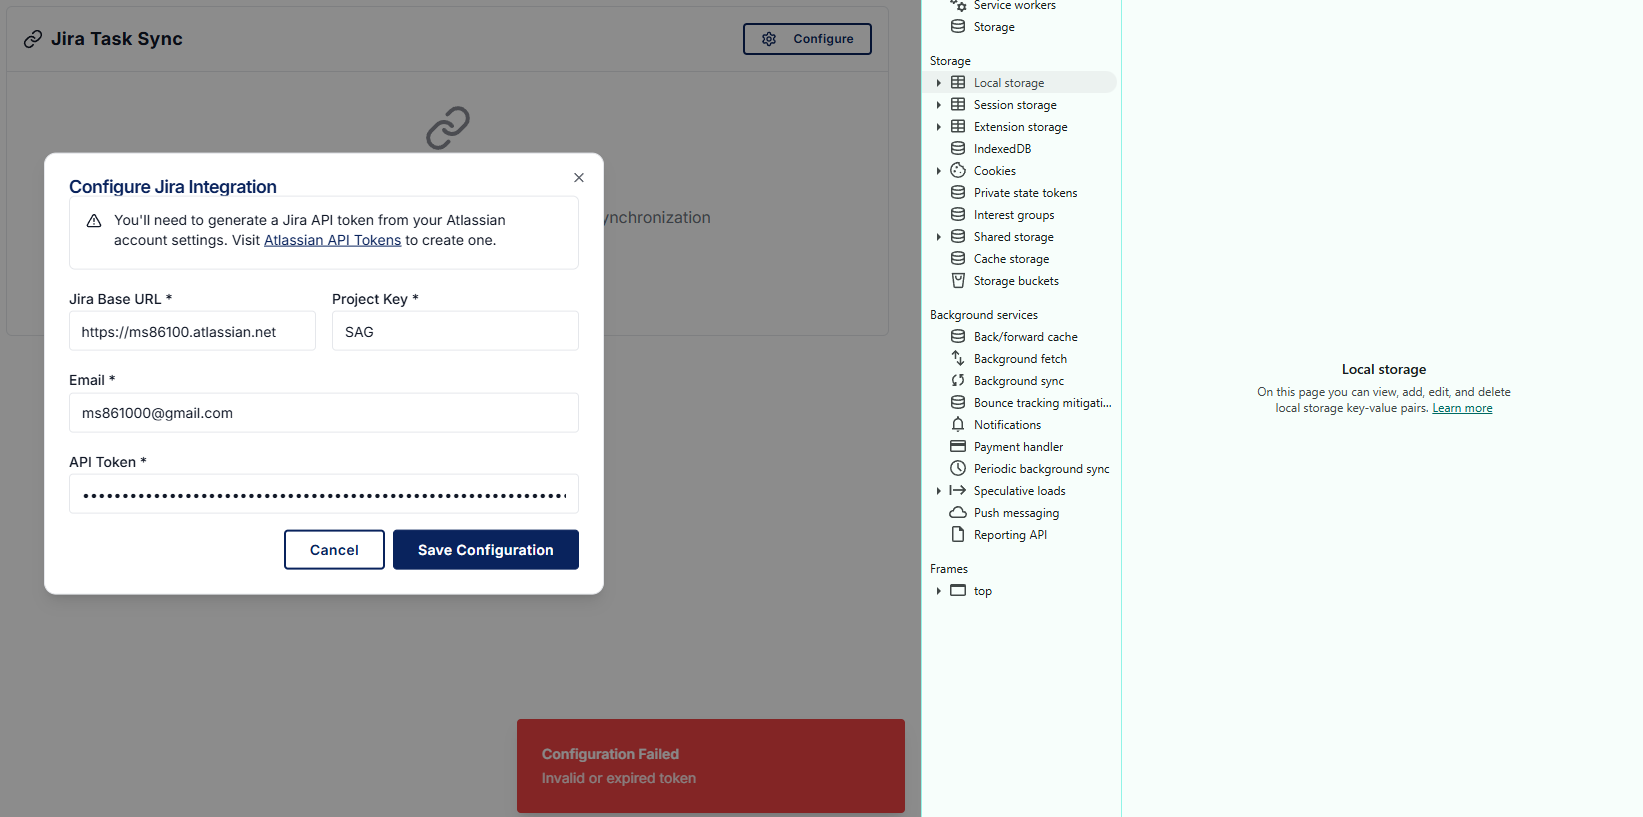 Jira Task Sync
Configure
ynchronization
Configure Jira Integration
You'll need to generate a Jira API token from your Atlassian
account settings. Visit Atlassian API Tokens to create one.
Jira Base URL *
Project Key *
https://ms86100.atlassian.net
SAG
Email *
ms861000@gmail.com
API Token *
Cancel
Save Configuration
Configuration Failed
Invalid or expired token
Service workers
Storage
Storage
Local storage
Session storage
Extension storage
IndexedDB
Cookies
Private state tokens
Interest groups
Shared storage
Cache storage
Storage buckets
Background services
Back/forward cache
Background fetch
Background sync
Bounce tracking mitigati...
Notifications
Payment handler
Periodic background sync
Speculative loads
Push messaging
Reporting API
Frames
top
Local storage
On this page you can view, add, edit, and delete
local storage key-value pairs. Learn more